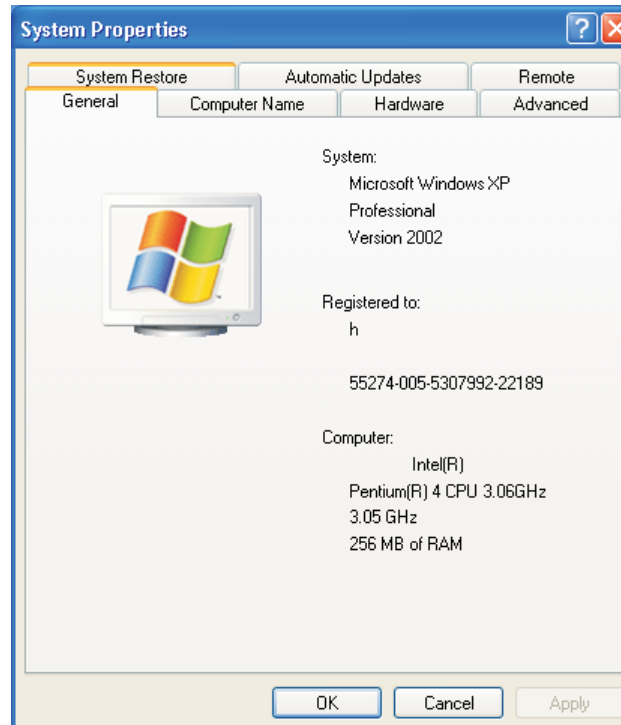 System Properties
System Restore Automatic Updates Remote
General Computer Name Hardware Advanced
System:
Microsoft Windows XP
Professional
Version 2002
Registered to:
h
55274-005-5307992-22189
Computer:
Intel(R)
Pentium(R) 4 CPU 3.06GHz
3.05 GHz
256 MB of RAM
OK Cancel Apply